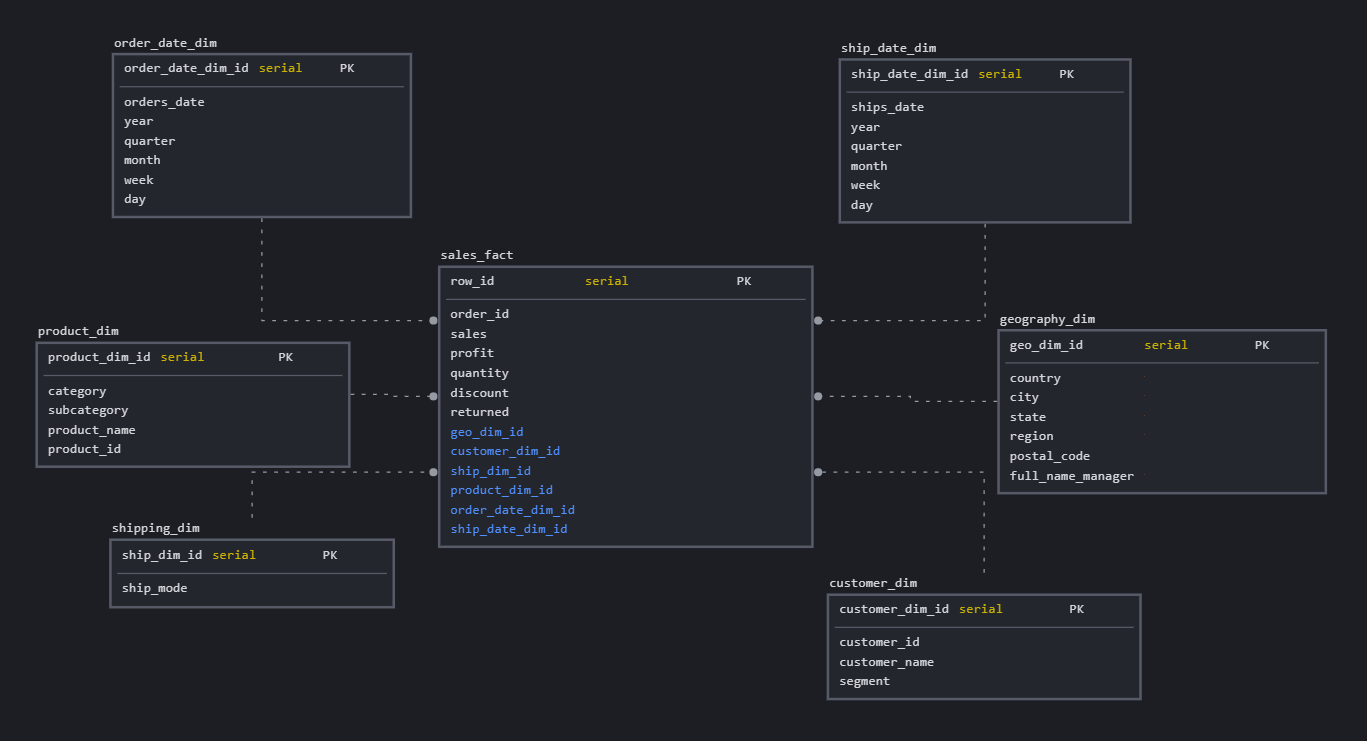 order_date_dim
order_date_dim_id serial PK
orders_date
year
quarter
month
week
day
ship_date_dim
ship_date_dim_id serial PK
ships_date
year
quarter
month
week
day
sales_fact
row_id serial PK
order_id
sales
profit
quantity
discount
returned
geo_dim_id
customer_dim_id
ship_dim_id
product_dim_id
order_date_dim_id
ship_date_dim_id
product_dim
product_dim_id serial PK
category
subcategory
product_name
product_id
geography_dim
geo_dim_id serial PK
country
city
state
region
postal_code
full_name_manager
shipping_dim
ship_dim_id serial PK
ship_mode
customer_dim
customer_dim_id serial PK
customer_id
customer_name
segment